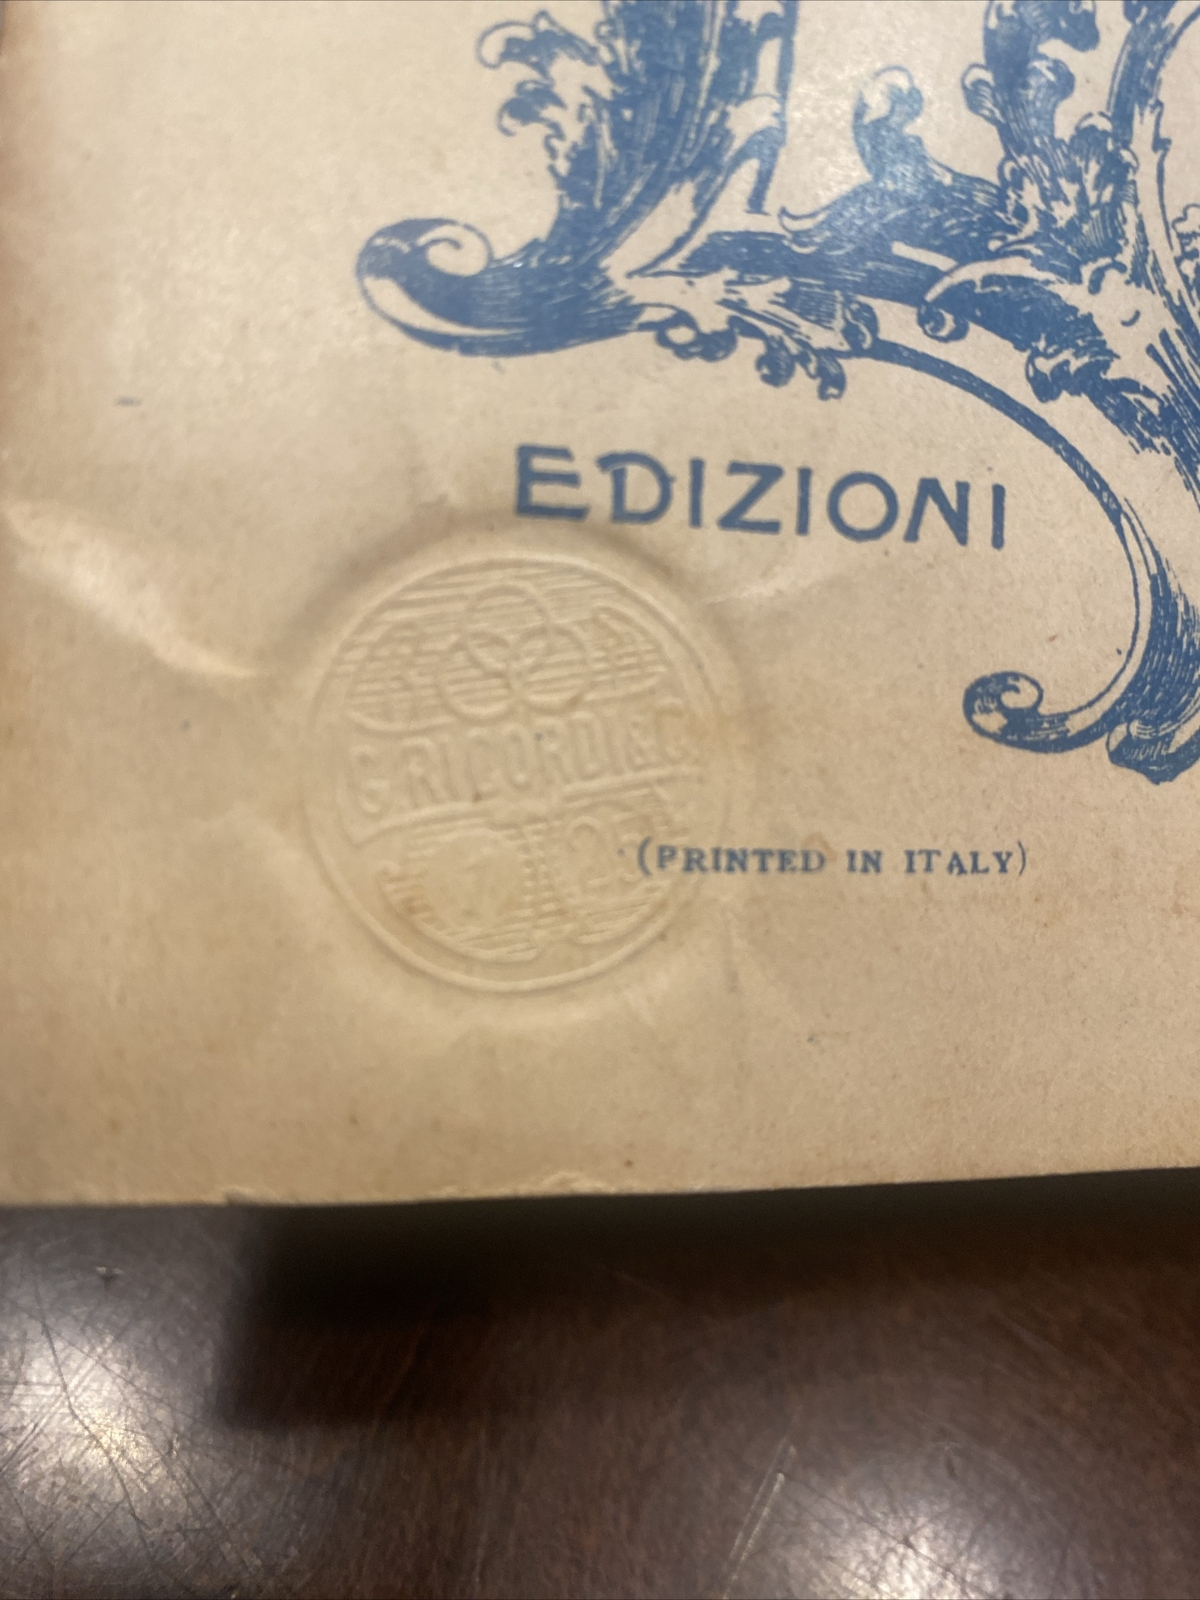 EDIZIONI
G. RICORDI & C.
(PRINTED IN ITALY)